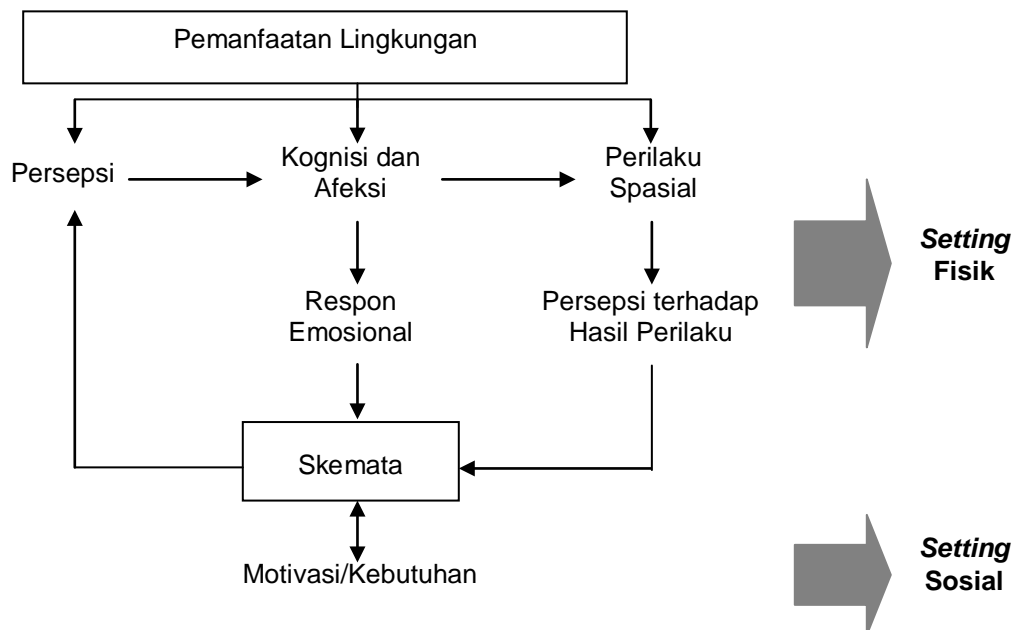 Pemanfaatan Lingkungan
Persepsi
Kognisi dan
Afeksi
Perilaku
Spasial
Setting
Fisik
Respon
Emosional
Persepsi terhadap
Hasil Perilaku
Skemata
Motivasi/Kebutuhan
Setting
Sosial